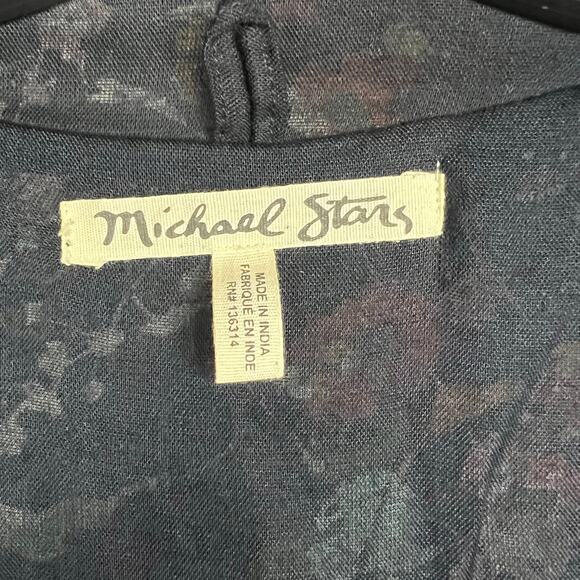 Michael Stars
MADE IN INDIA
FABRIQUE EN INDE
RN# 136314